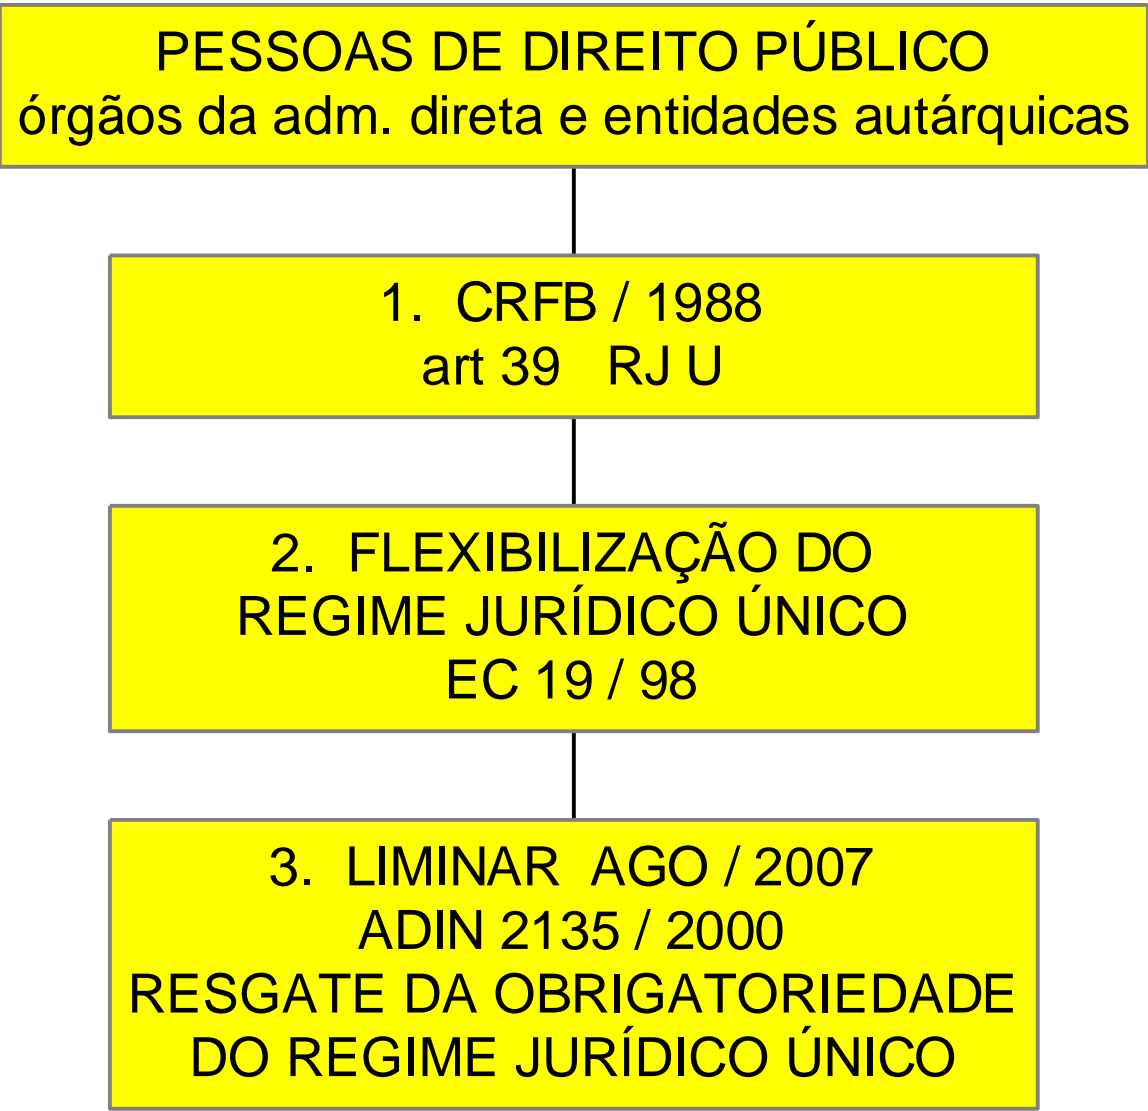 PESSOAS DE DIREITO PÚBLICO
órgãos da adm. direta e entidades autárquicas
1. CRFB / 1988
art 39 RJ U
2. FLEXIBILIZAÇÃO DO
REGIME JURÍDICO ÚNICO
EC 19 / 98
3. LIMINAR AGO / 2007
ADIN 2135 / 2000
RESGATE DA OBRIGATORIEDADE
DO REGIME JURÍDICO ÚNICO